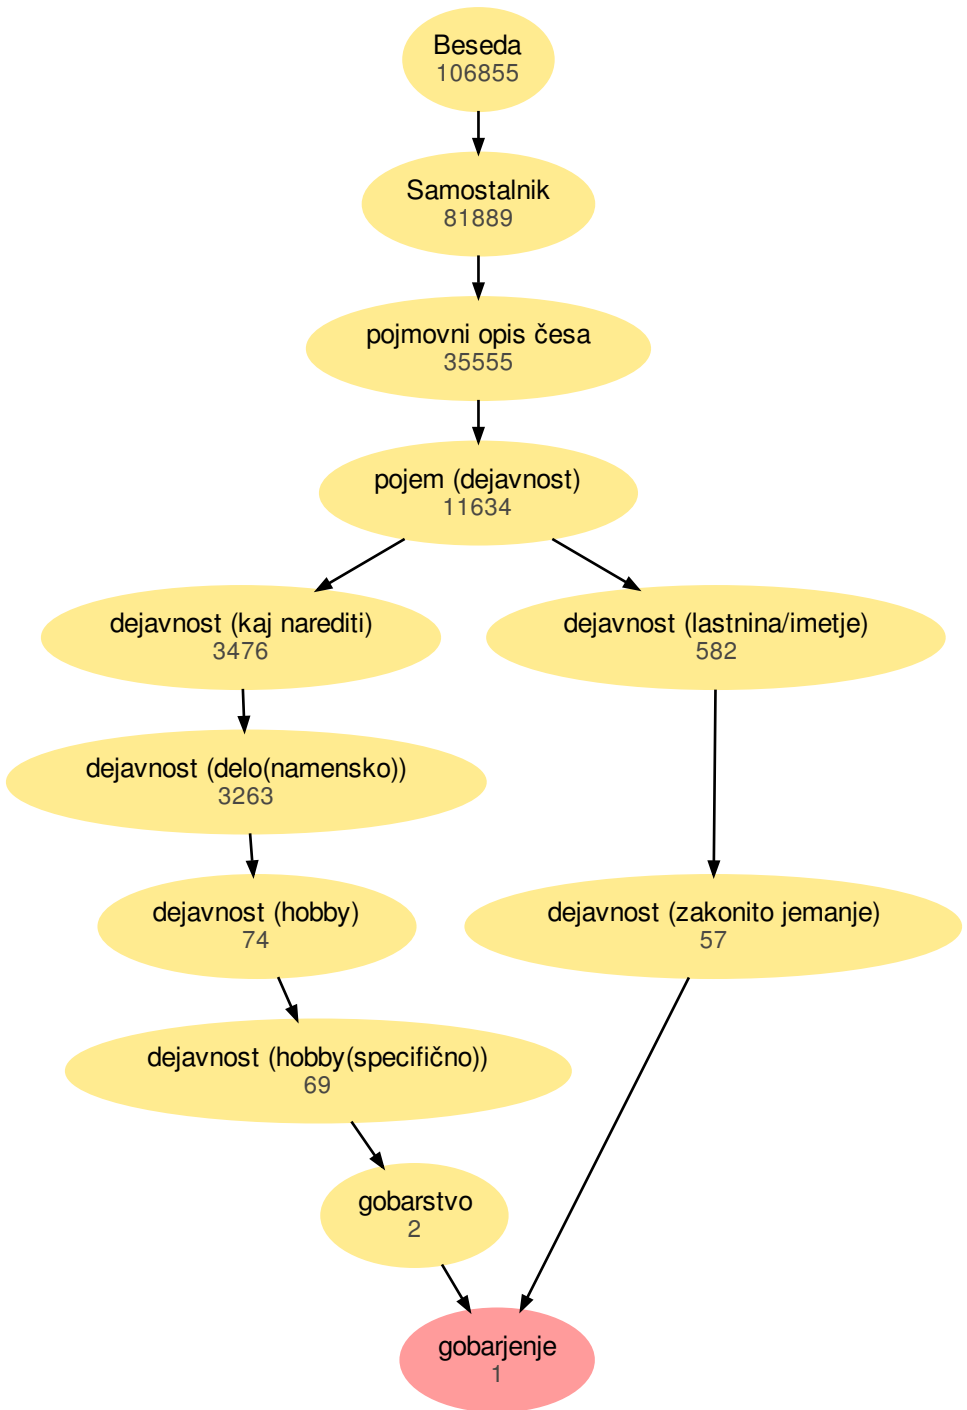 Beseda
106855
Samostalnik
81889
pojmovni opis česa
35555
pojem (dejavnost)
11634
dejavnost (kaj narediti)
3476
dejavnost (lastnina/imetje)
582
dejavnost (delo(namensko))
3263
dejavnost (hobby)
74
dejavnost (zakonito jemanje)
57
dejavnost (hobby(specifično))
69
gobarstvo
2
gobarjenje
1